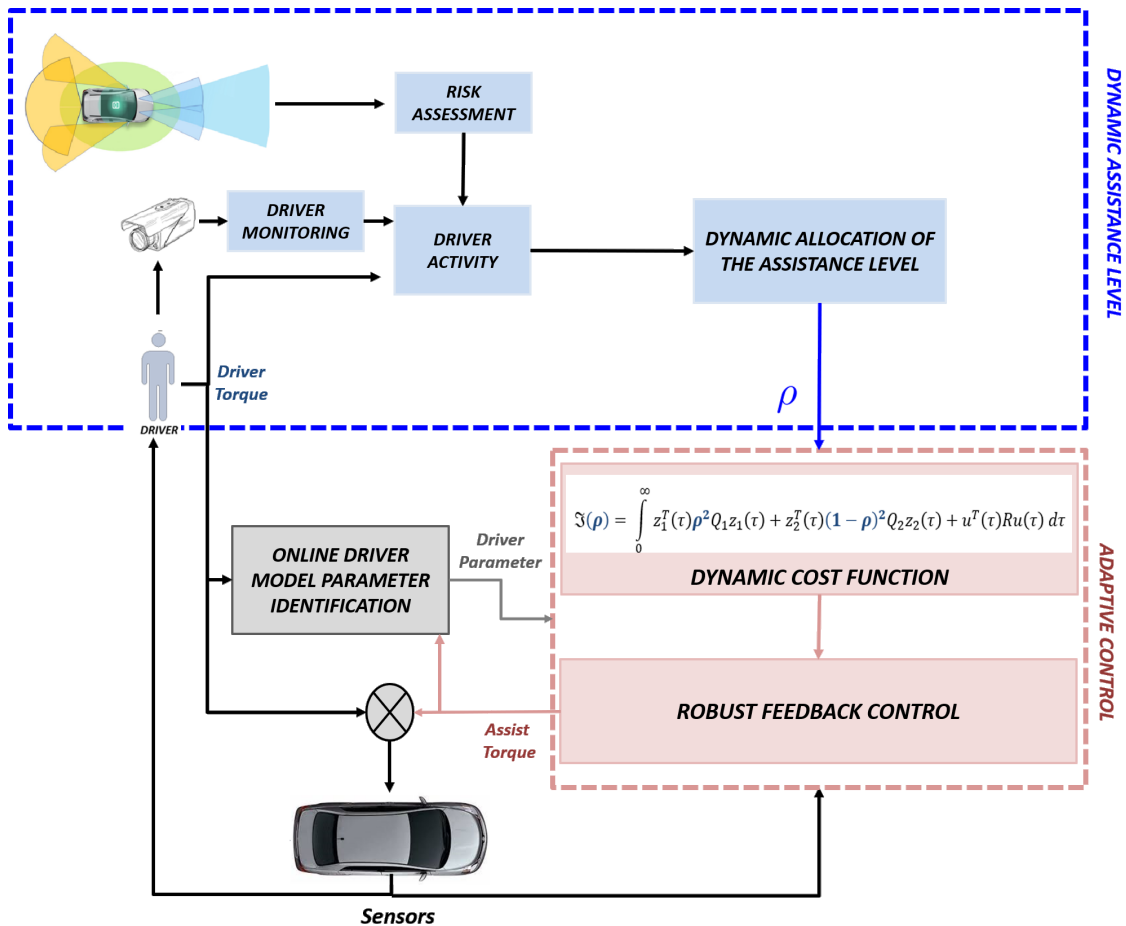 RISK
ASSESSMENT
DRIVER
MONITORING
DRIVER
ACTIVITY
DYNAMIC ALLOCATION OF
THE ASSISTANCE LEVEL
DYNAMIC ASSISTANCE LEVEL
Driver
Torque
DRIVER
ρ
ℑ(ρ) = ∫₀^∞ z₁ᵀ(τ)ρ²Q₁z₁(τ) + z₂ᵀ(τ)(1 − ρ)²Q₂z₂(τ) + uᵀ(τ)Ru(τ) dτ
DYNAMIC COST FUNCTION
ONLINE DRIVER
MODEL PARAMETER
IDENTIFICATION
Driver
Parameter
ROBUST FEEDBACK CONTROL
ADAPTIVE CONTROL
Assist
Torque
Sensors